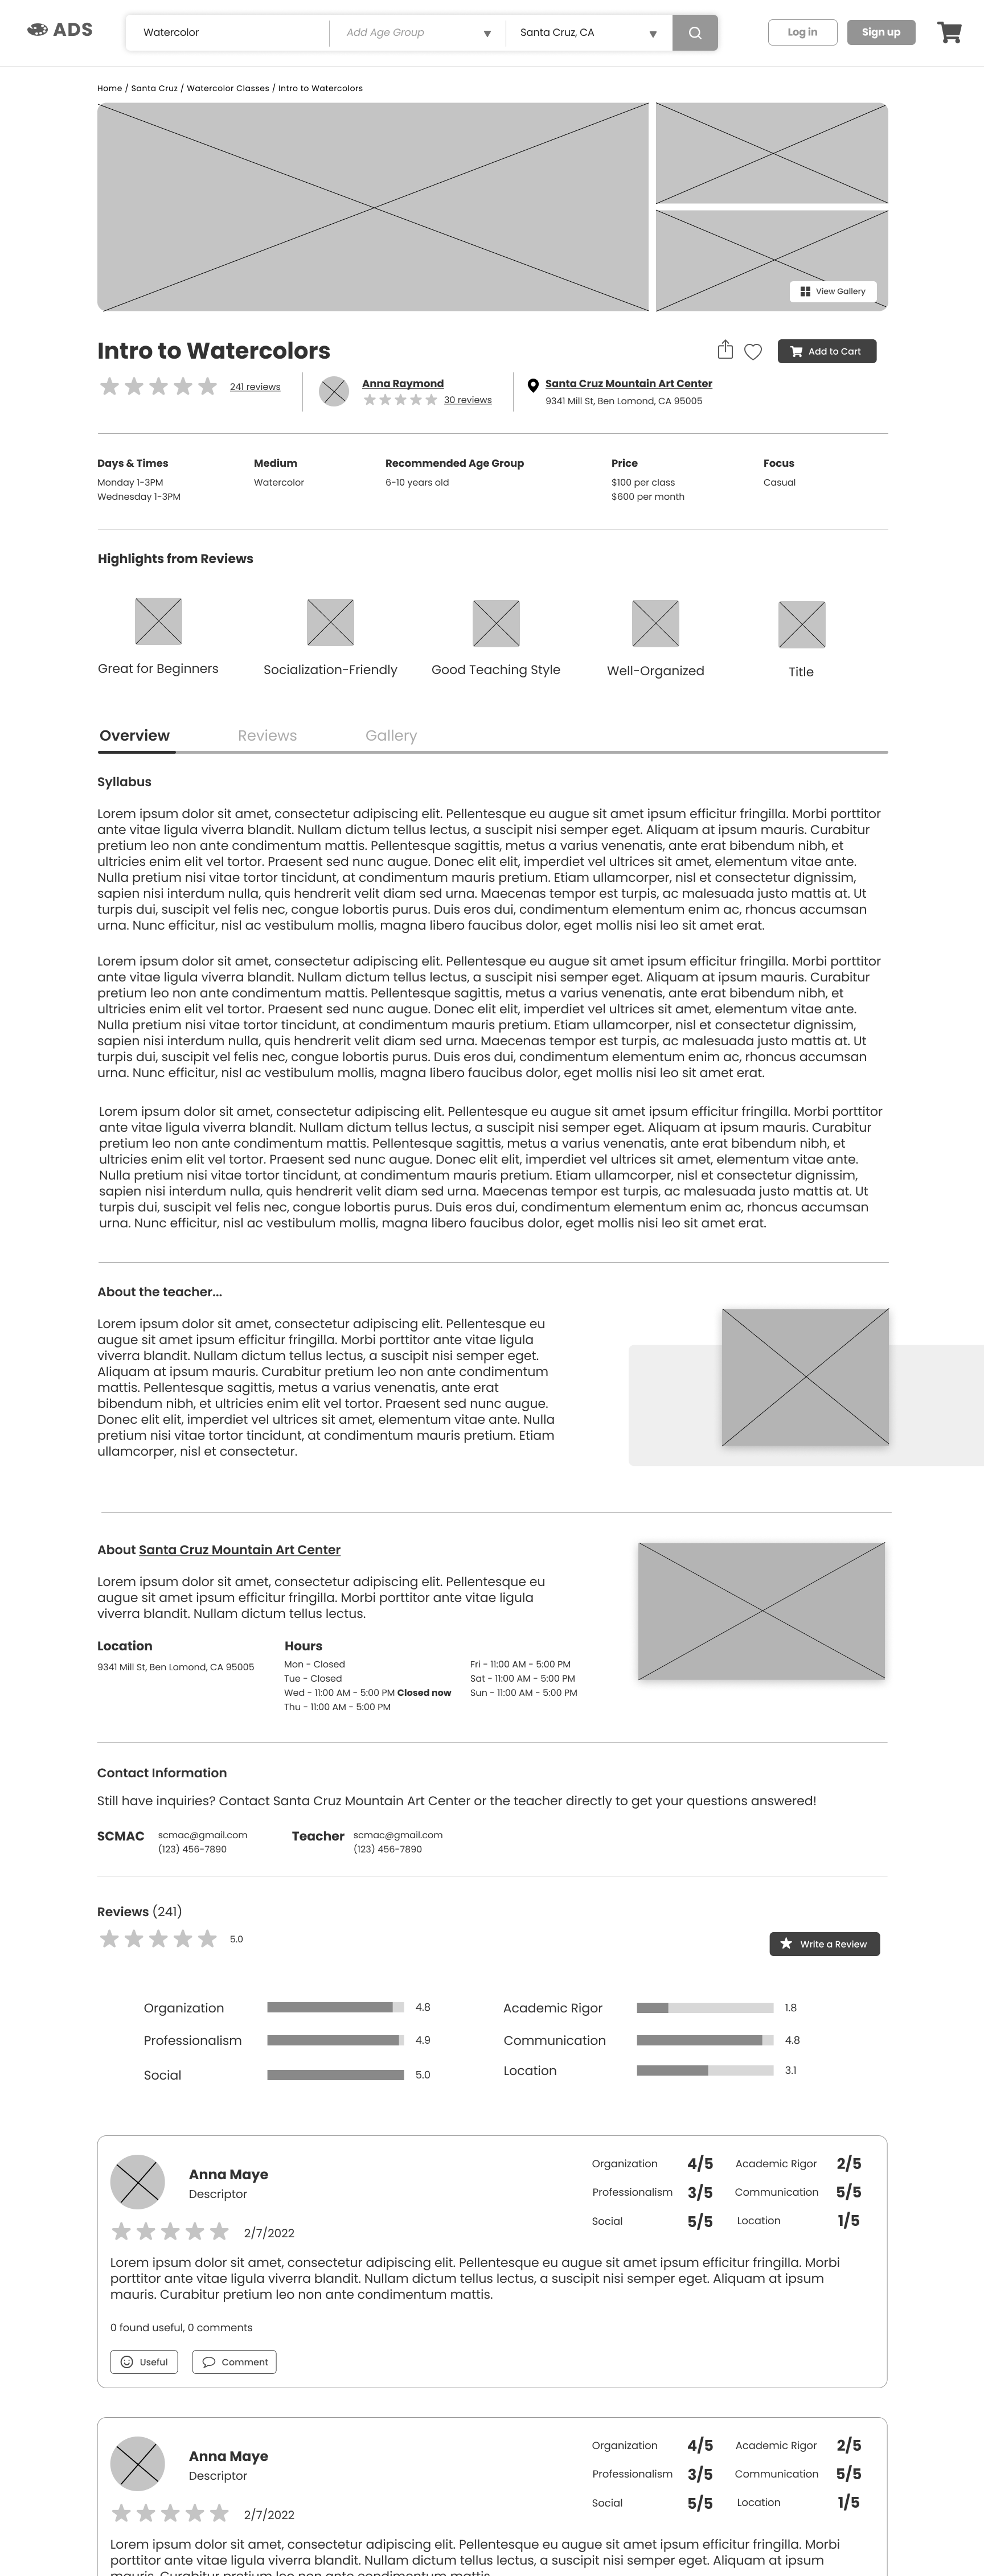 ADS
Watercolor
Add Age Group
Santa Cruz, CA
Log in
Sign up
Home / Santa Cruz / Watercolor Classes / Intro to Watercolors
View Gallery
Intro to Watercolors
Add to Cart
241 reviews
Anna Raymond
30 reviews
Santa Cruz Mountain Art Center
9341 Mill St, Ben Lomond, CA 95005
Days & Times
Monday 1-3PM
Wednesday 1-3PM
Medium
Watercolor
Recommended Age Group
6-10 years old
Price
$100 per class
$600 per month
Focus
Casual
Highlights from Reviews
Great for Beginners
Socialization-Friendly
Good Teaching Style
Well-Organized
Title
Overview
Reviews
Gallery
Syllabus
Lorem ipsum dolor sit amet, consectetur adipiscing elit. Pellentesque eu augue sit amet ipsum efficitur fringilla. Morbi porttitor
ante vitae ligula viverra blandit. Nullam dictum tellus lectus, a suscipit nisi semper eget. Aliquam at ipsum mauris. Curabitur
pretium leo non ante condimentum mattis. Pellentesque sagittis, metus a varius venenatis, ante erat bibendum nibh, et
ultricies enim elit vel tortor. Praesent sed nunc augue. Donec elit elit, imperdiet vel ultrices sit amet, elementum vitae ante.
Nulla pretium nisi vitae tortor tincidunt, at condimentum mauris pretium. Etiam ullamcorper, nisl et consectetur dignissim,
sapien nisi interdum nulla, quis hendrerit velit diam sed urna. Maecenas tempor est turpis, ac malesuada justo mattis at. Ut
turpis dui, suscipit vel felis nec, congue lobortis purus. Duis eros dui, condimentum elementum enim ac, rhoncus accumsan
urna. Nunc efficitur, nisl ac vestibulum mollis, magna libero faucibus dolor, eget mollis nisi leo sit amet erat.
Lorem ipsum dolor sit amet, consectetur adipiscing elit. Pellentesque eu augue sit amet ipsum efficitur fringilla. Morbi porttitor
ante vitae ligula viverra blandit. Nullam dictum tellus lectus, a suscipit nisi semper eget. Aliquam at ipsum mauris. Curabitur
pretium leo non ante condimentum mattis. Pellentesque sagittis, metus a varius venenatis, ante erat bibendum nibh, et
ultricies enim elit vel tortor. Praesent sed nunc augue. Donec elit elit, imperdiet vel ultrices sit amet, elementum vitae ante.
Nulla pretium nisi vitae tortor tincidunt, at condimentum mauris pretium. Etiam ullamcorper, nisl et consectetur dignissim,
sapien nisi interdum nulla, quis hendrerit velit diam sed urna. Maecenas tempor est turpis, ac malesuada justo mattis at. Ut
turpis dui, suscipit vel felis nec, congue lobortis purus. Duis eros dui, condimentum elementum enim ac, rhoncus accumsan
urna. Nunc efficitur, nisl ac vestibulum mollis, magna libero faucibus dolor, eget mollis nisi leo sit amet erat.
Lorem ipsum dolor sit amet, consectetur adipiscing elit. Pellentesque eu augue sit amet ipsum efficitur fringilla. Morbi porttitor
ante vitae ligula viverra blandit. Nullam dictum tellus lectus, a suscipit nisi semper eget. Aliquam at ipsum mauris. Curabitur
pretium leo non ante condimentum mattis. Pellentesque sagittis, metus a varius venenatis, ante erat bibendum nibh, et
ultricies enim elit vel tortor. Praesent sed nunc augue. Donec elit elit, imperdiet vel ultrices sit amet, elementum vitae ante.
Nulla pretium nisi vitae tortor tincidunt, at condimentum mauris pretium. Etiam ullamcorper, nisl et consectetur dignissim,
sapien nisi interdum nulla, quis hendrerit velit diam sed urna. Maecenas tempor est turpis, ac malesuada justo mattis at. Ut
turpis dui, suscipit vel felis nec, congue lobortis purus. Duis eros dui, condimentum elementum enim ac, rhoncus accumsan
urna. Nunc efficitur, nisl ac vestibulum mollis, magna libero faucibus dolor, eget mollis nisi leo sit amet erat.
About the teacher...
Lorem ipsum dolor sit amet, consectetur adipiscing elit. Pellentesque eu
augue sit amet ipsum efficitur fringilla. Morbi porttitor ante vitae ligula
viverra blandit. Nullam dictum tellus lectus, a suscipit nisi semper eget.
Aliquam at ipsum mauris. Curabitur pretium leo non ante condimentum
mattis. Pellentesque sagittis, metus a varius venenatis, ante erat
bibendum nibh, et ultricies enim elit vel tortor. Praesent sed nunc augue.
Donec elit elit, imperdiet vel ultrices sit amet, elementum vitae ante. Nulla
pretium nisi vitae tortor tincidunt, at condimentum mauris pretium. Etiam
ullamcorper, nisl et consectetur.
About Santa Cruz Mountain Art Center
Lorem ipsum dolor sit amet, consectetur adipiscing elit. Pellentesque eu
augue sit amet ipsum efficitur fringilla. Morbi porttitor ante vitae ligula
viverra blandit. Nullam dictum tellus lectus.
Location
9341 Mill St, Ben Lomond, CA 95005
Hours
Mon - Closed
Tue - Closed
Wed - 11:00 AM - 5:00 PM Closed now
Thu - 11:00 AM - 5:00 PM
Fri - 11:00 AM - 5:00 PM
Sat - 11:00 AM - 5:00 PM
Sun - 11:00 AM - 5:00 PM
Contact Information
Still have inquiries? Contact Santa Cruz Mountain Art Center or the teacher directly to get your questions answered!
SCMAC
scmac@gmail.com
(123) 456-7890
Teacher
scmac@gmail.com
(123) 456-7890
Reviews (241)
5.0
Write a Review
Organization 4.8
Professionalism 4.9
Social 5.0
Academic Rigor 1.8
Communication 4.8
Location 3.1
Anna Maye
Descriptor
2/7/2022
Organization 4/5 Academic Rigor 2/5
Professionalism 3/5 Communication 5/5
Social 5/5 Location 1/5
Lorem ipsum dolor sit amet, consectetur adipiscing elit. Pellentesque eu augue sit amet ipsum efficitur fringilla. Morbi
porttitor ante vitae ligula viverra blandit. Nullam dictum tellus lectus, a suscipit nisi semper eget. Aliquam at ipsum
mauris. Curabitur pretium leo non ante condimentum mattis.
0 found useful, 0 comments
Useful
Comment
Anna Maye
Descriptor
2/7/2022
Organization 4/5 Academic Rigor 2/5
Professionalism 3/5 Communication 5/5
Social 5/5 Location 1/5
Lorem ipsum dolor sit amet, consectetur adipiscing elit. Pellentesque eu augue sit amet ipsum efficitur fringilla. Morbi
porttitor ante vitae ligula viverra blandit. Nullam dictum tellus lectus, a suscipit nisi semper eget. Aliquam at ipsum
mauris. Curabitur pretium leo non ante condimentum mattis.